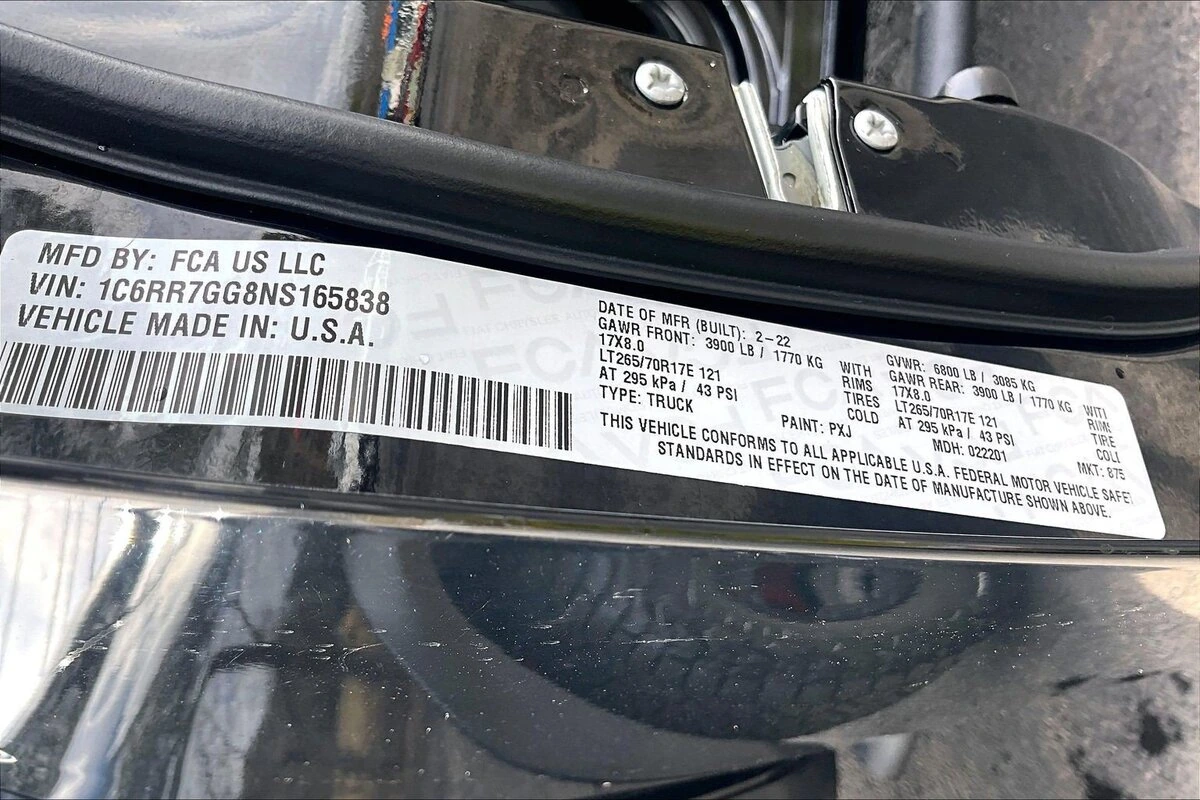 MFD BY: FCA US LLC
VIN: 1C6RR7GG8NS165838
VEHICLE MADE IN: U.S.A.
DATE OF MFR (BUILT): 2-22 GVWR: 6800 LB / 3085 KG
GAWR FRONT: 3900 LB / 1770 KG WITH GAWR REAR: 3900 LB / 1770 KG WITH
17X8.0 RIMS 17X8.0 RIMS
LT265/70R17E 121 TIRES LT265/70R17E 121 TIRE
AT 295 kPa / 43 PSI COLD AT 295 kPa / 43 PSI COL
TYPE: TRUCK PAINT: PXJ MDH: 022201 MKT: 875
THIS VEHICLE CONFORMS TO ALL APPLICABLE U.S.A. FEDERAL MOTOR VEHICLE SAFET
STANDARDS IN EFFECT ON THE DATE OF MANUFACTURE SHOWN ABOVE.